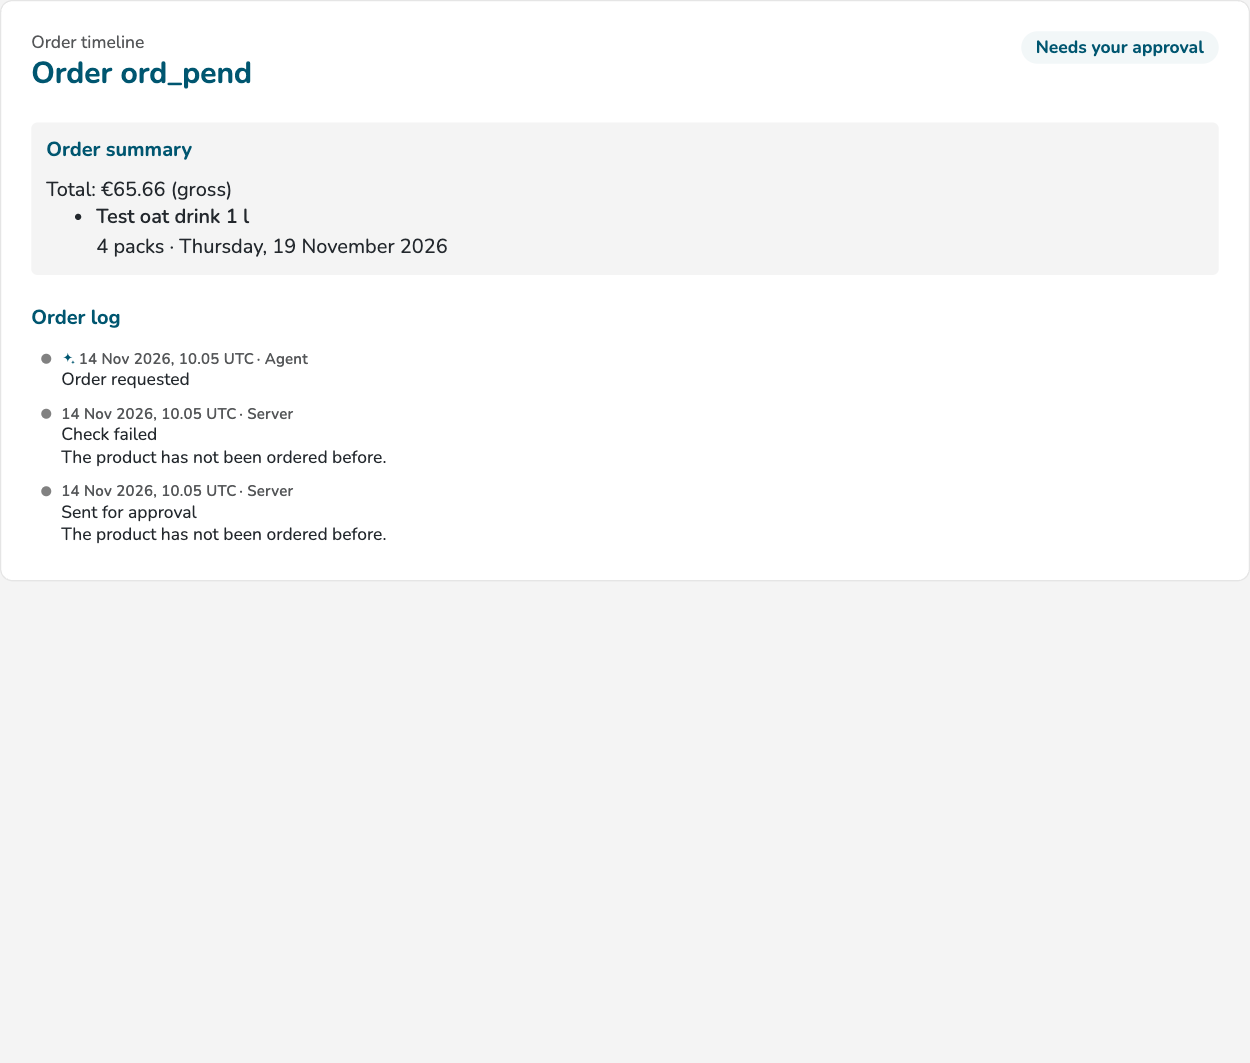 Order timeline
Order ord_pend
Needs your approval
Order summary
Total: €65.66 (gross)
• Test oat drink 1 l
4 packs · Thursday, 19 November 2026
Order log
14 Nov 2026, 10.05 UTC · Agent
Order requested
14 Nov 2026, 10.05 UTC · Server
Check failed
The product has not been ordered before.
14 Nov 2026, 10.05 UTC · Server
Sent for approval
The product has not been ordered before.